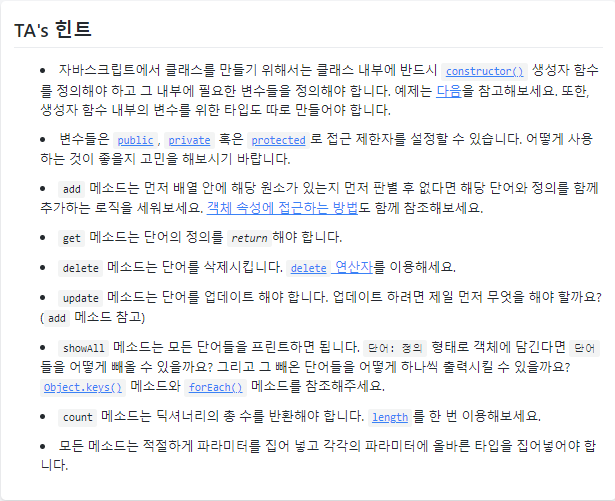 TA's 힌트
자바스크립트에서 클래스를 만들기 위해서는 클래스 내부에 반드시 constructor() 생성자 함수
를 정의해야 하고 그 내부에 필요한 변수들을 정의해야 합니다. 예제는 다음을 참고해보세요. 또한,
생성자 함수 내부의 변수를 위한 타입도 따로 만들어야 합니다.
변수들은 public, private 혹은 protected로 접근 제한자를 설정할 수 있습니다. 어떻게 사용
하는 것이 좋을지 고민을 해보시기 바랍니다.
add 메소드는 먼저 배열 안에 해당 원소가 있는지 먼저 판별 후 없다면 해당 단어와 정의를 함께
추가하는 로직을 세워보세요. 객체 속성에 접근하는 방법도 함께 참조해보세요.
get 메소드는 단어의 정의를 return해야 합니다.
delete 메소드는 단어를 삭제시킵니다. delete 연산자를 이용해세요.
update 메소드는 단어를 업데이트 해야 합니다. 업데이트 하려면 제일 먼저 무엇을 해야 할까요?
(add 메소드 참고)
showAll 메소드는 모든 단어들을 프린트하면 됩니다. 단어: 정의 형태로 객체에 담긴다면 단어
들을 어떻게 빼올 수 있을까요? 그리고 그 빼온 단어들을 어떻게 하나씩 출력시킬 수 있을까요?
Object.keys() 메소드와 forEach() 메소드를 참조해주세요.
count 메소드는 딕셔너리의 총 수를 반환해야 합니다. length를 한 번 이용해보세요.
모든 메소드는 적절하게 파라미터를 집어 넣고 각각의 파라미터에 올바른 타입을 집어넣어야 합
니다.